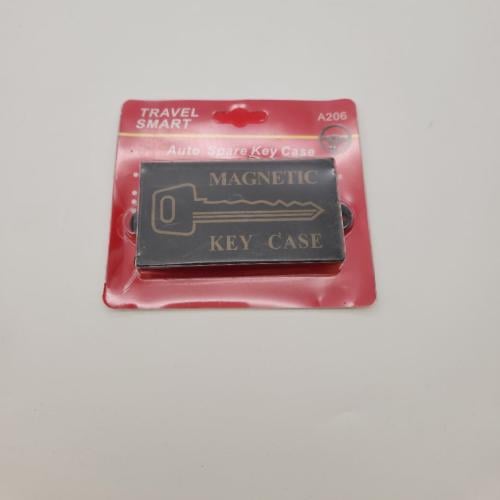 TRAVEL
SMART
A206
Auto Spare Key Case
MAGNETIC
KEY CASE